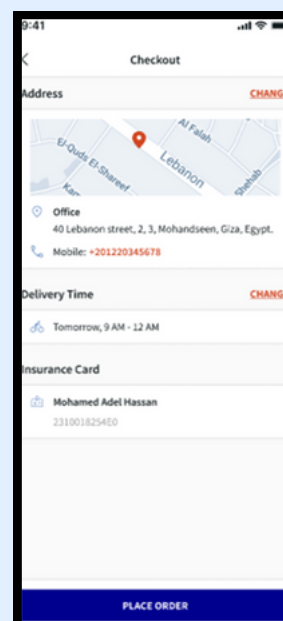 9:41
Checkout
Address
CHANG
Al Falah
El-Quds El-Shareef
Lebanon
Shehab
Kam
Office
40 Lebanon street, 2, 3, Mohandseen, Giza, Egypt.
Mobile: +201220345678
Delivery Time
CHANG
Tomorrow, 9 AM - 12 AM
Insurance Card
Mohamed Adel Hassan
2310018254E0
PLACE ORDER